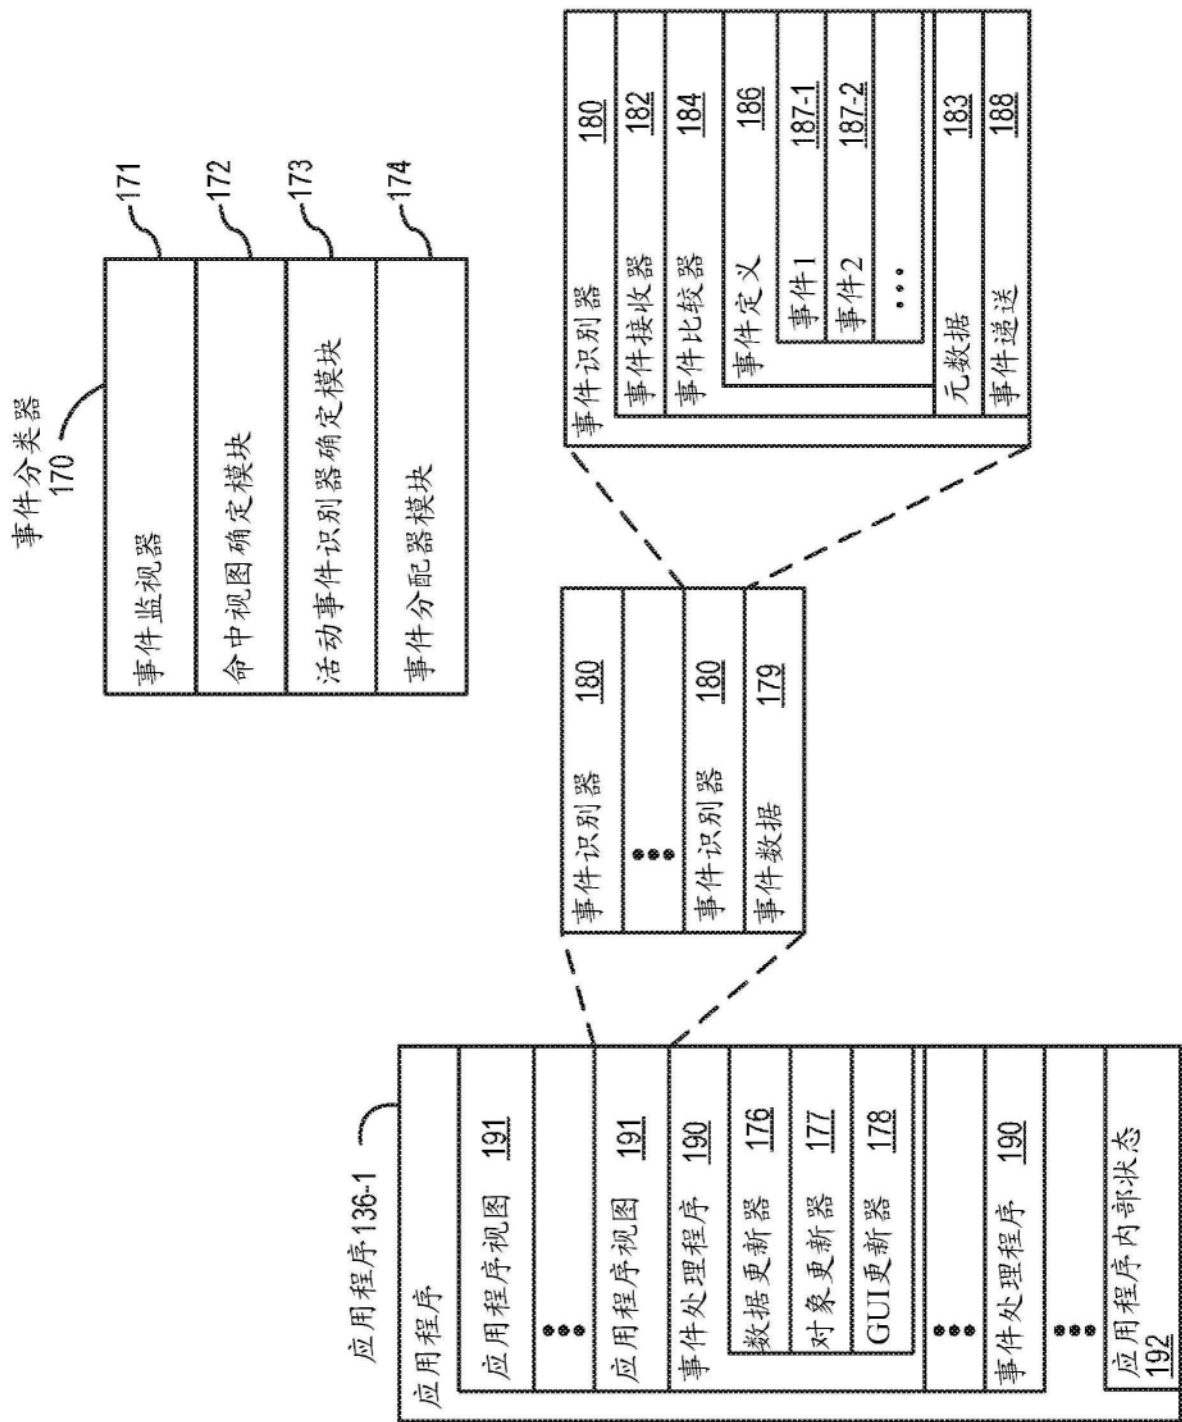 事件分类器
170
事件监视器 171
命中视图确定模块 172
活动事件识别器确定模块 173
事件分配器模块 174
应用程序136-1
应用程序
应用程序视图 191
•••
应用程序视图 191
事件处理程序 190
数据更新器 176
对象更新器 177
GUI更新器 178
•••
事件处理程序 190
•••
应用程序内部状态
192
事件识别器 180
•••
事件识别器 180
事件数据 179
事件识别器 180
事件接收器 182
事件比较器 184
事件定义 186
事件1 187-1
事件2 187-2
•••
元数据 183
事件递送 188